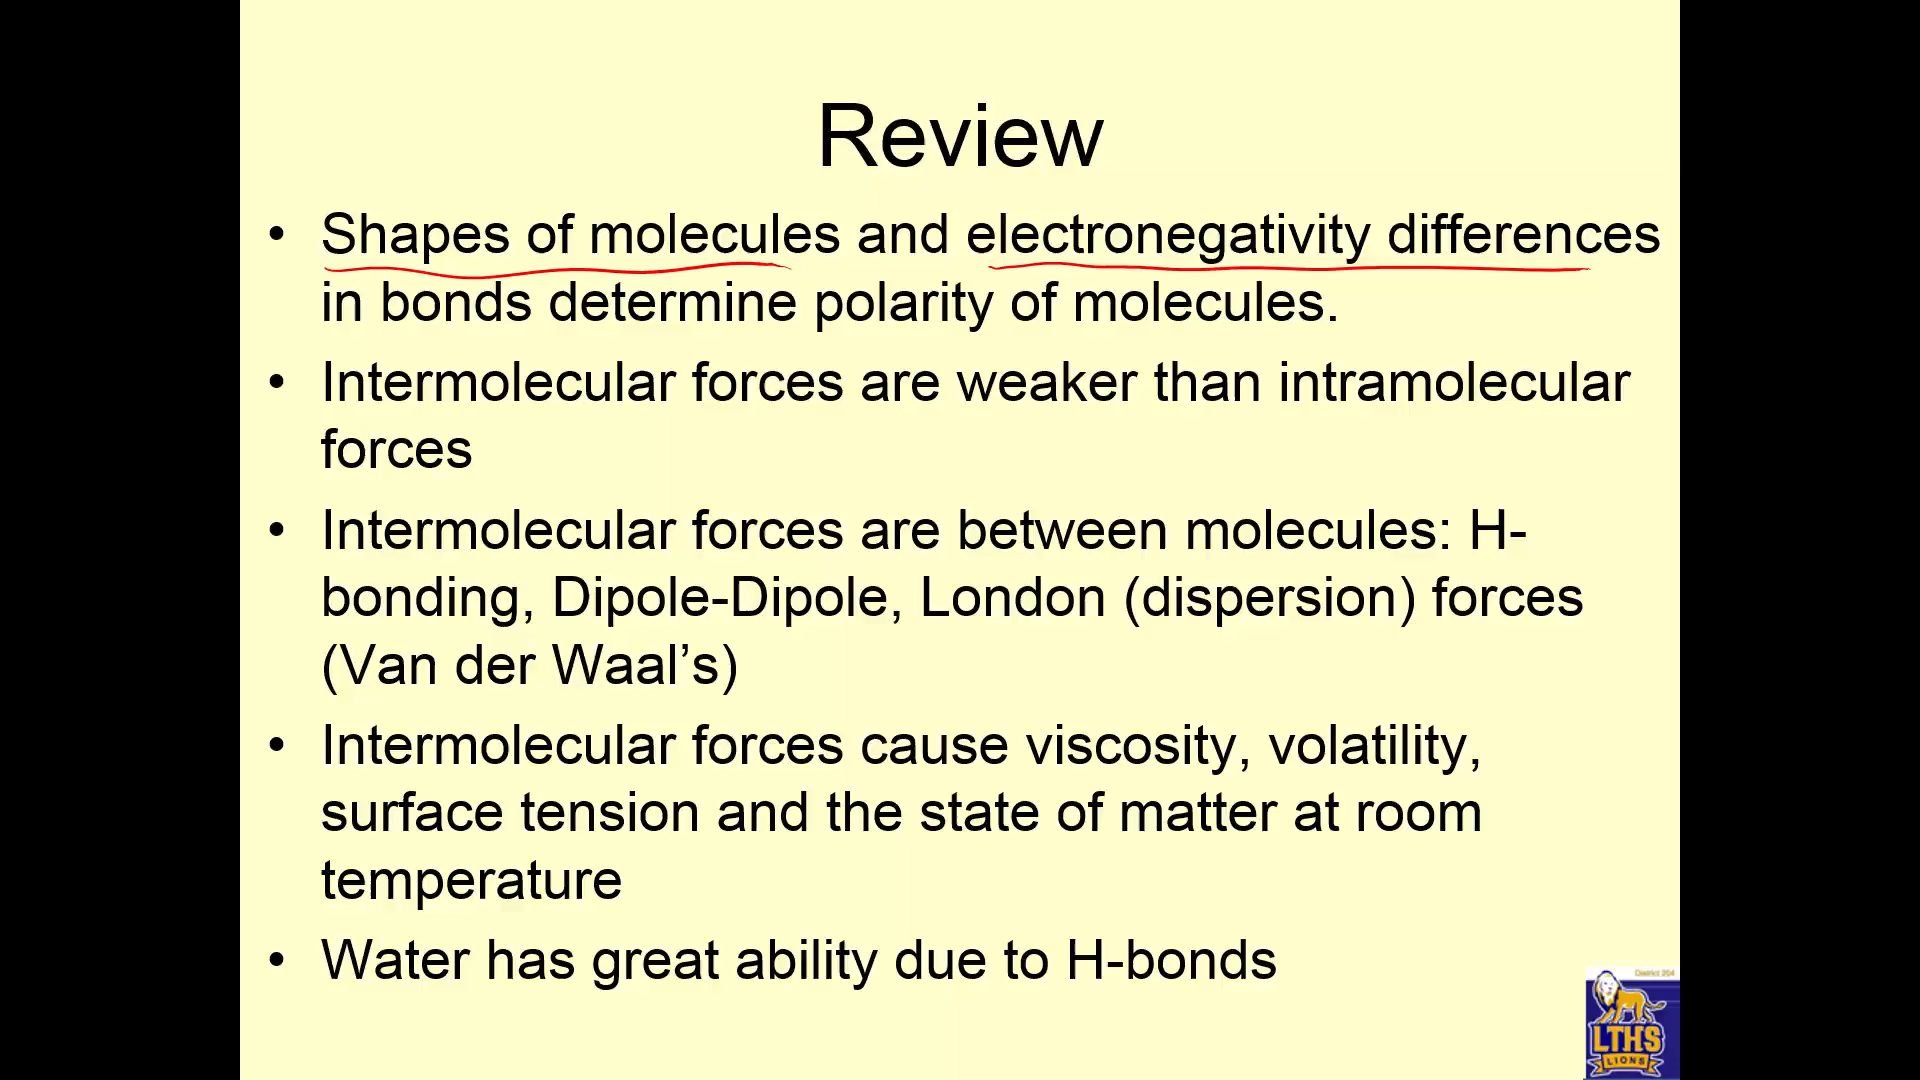 Review
• Shapes of molecules and electronegativity differences
in bonds determine polarity of molecules.
• Intermolecular forces are weaker than intramolecular
forces
• Intermolecular forces are between molecules: H-
bonding, Dipole-Dipole, London (dispersion) forces
(Van der Waal’s)
• Intermolecular forces cause viscosity, volatility,
surface tension and the state of matter at room
temperature
• Water has great ability due to H-bonds
District 204
LTHS
LIONS